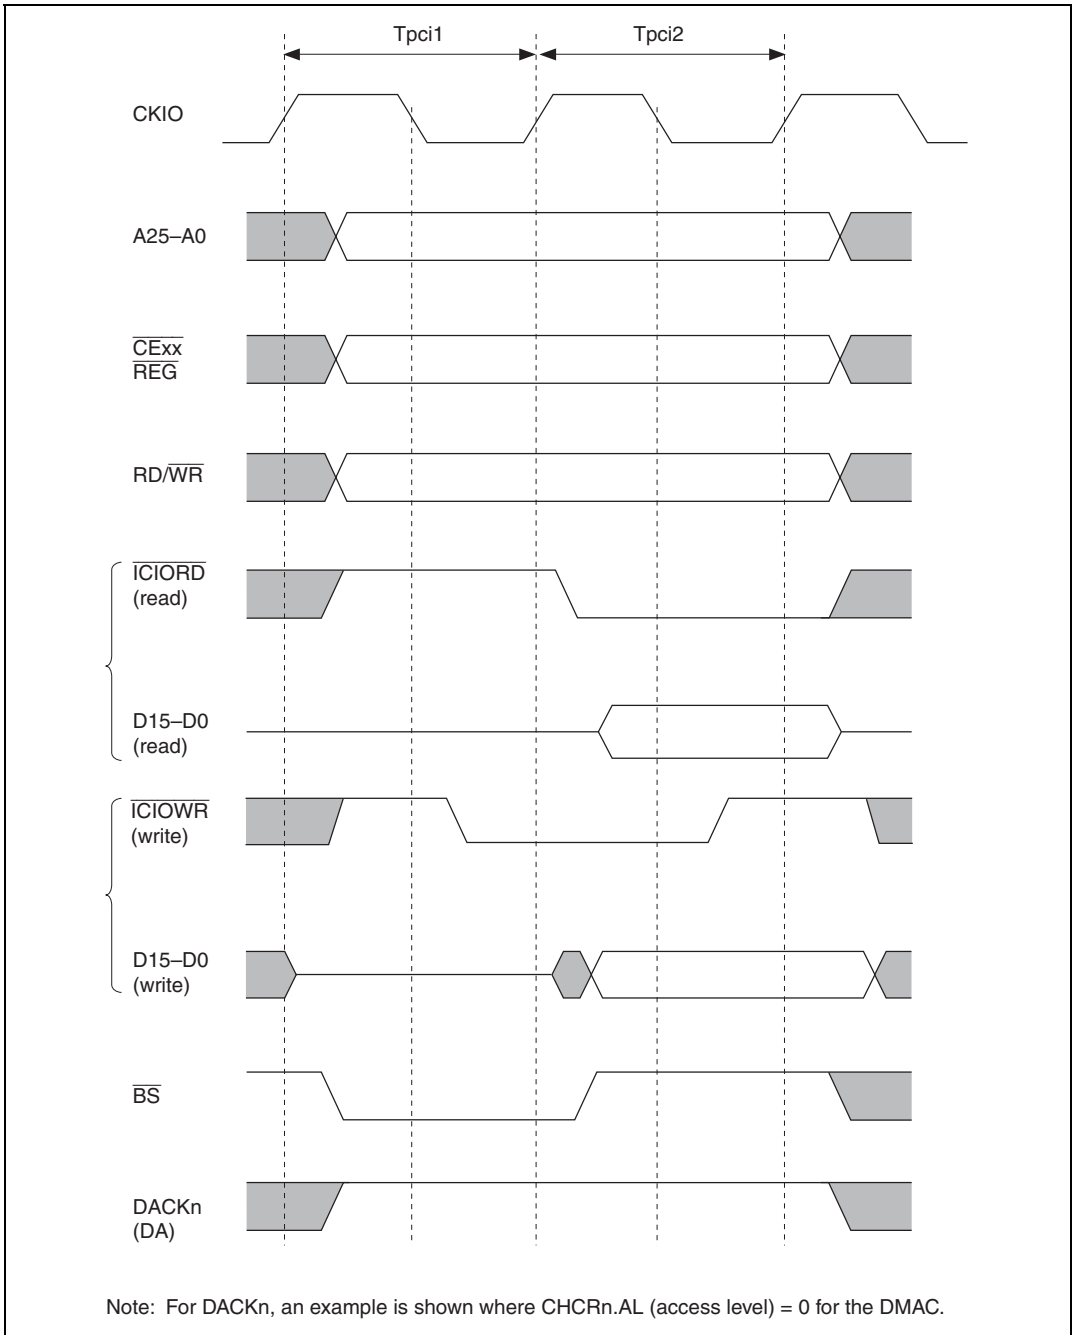 Tpci1 Tpci2
CKIO
A25–A0
CExx
REG
RD/WR
ICIORD
(read)
D15–D0
(read)
ICIOWR
(write)
D15–D0
(write)
BS
DACKn
(DA)
Note: For DACKn, an example is shown where CHCRn.AL (access level) = 0 for the DMAC.